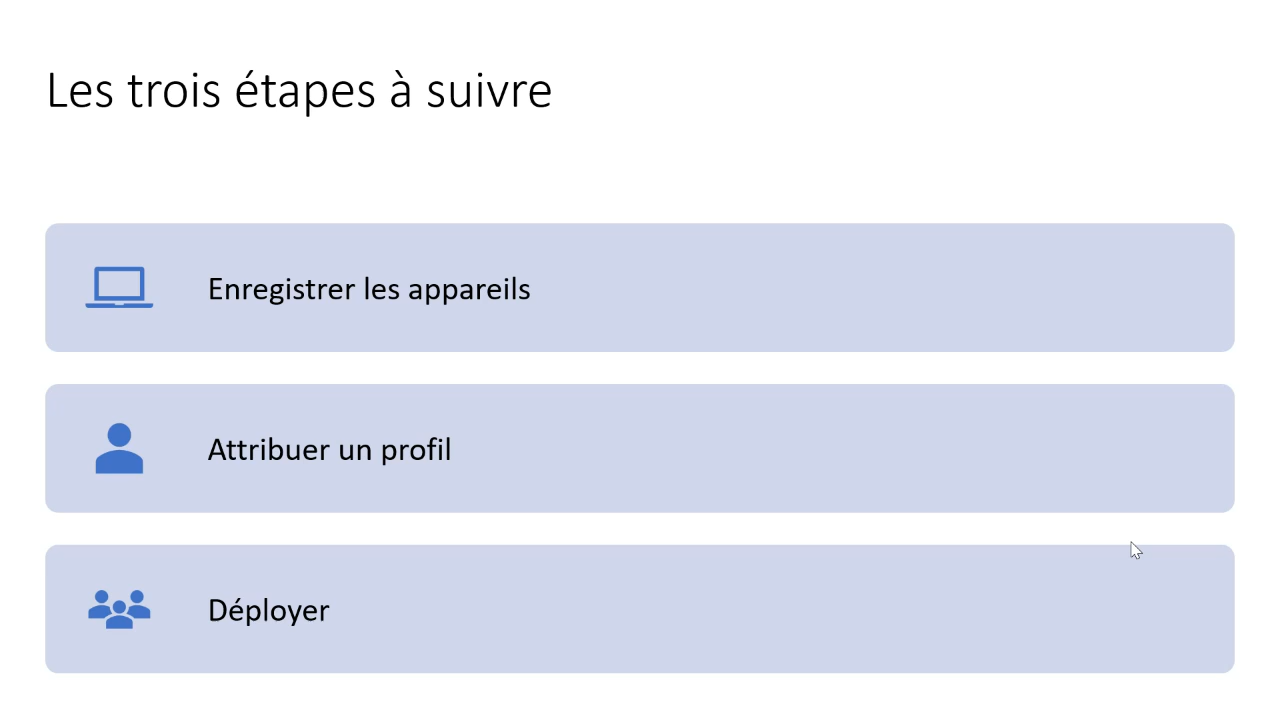 Les trois étapes à suivre
Enregistrer les appareils
Attribuer un profil
Déployer